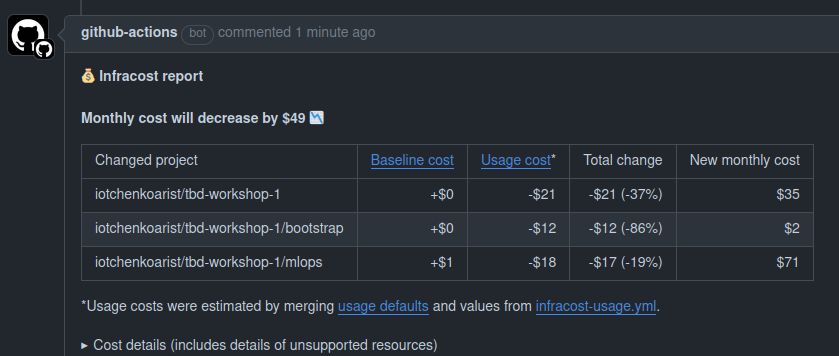 github-actions bot commented 1 minute ago
💰 Infracost report
Monthly cost will decrease by $49 📉
Changed project Baseline cost Usage cost* Total change New monthly cost
iotchenkoarist/tbd-workshop-1 +$0 -$21 -$21 (-37%) $35
iotchenkoarist/tbd-workshop-1/bootstrap +$0 -$12 -$12 (-86%) $2
iotchenkoarist/tbd-workshop-1/mlops +$1 -$18 -$17 (-19%) $71
*Usage costs were estimated by merging usage defaults and values from infracost-usage.yml.
▸ Cost details (includes details of unsupported resources)